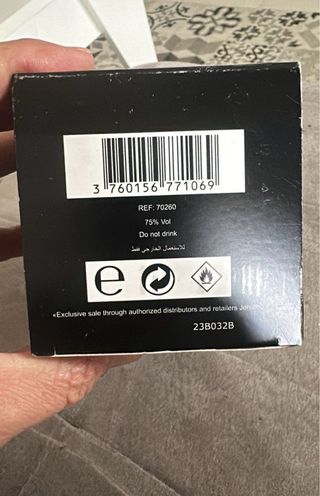 3 760156 771069
REF: 70260
75% Vol
Do not drink
للاستعمال الخارجي فقط
e
«Exclusive sale through authorized distributors and retailers
23B032B